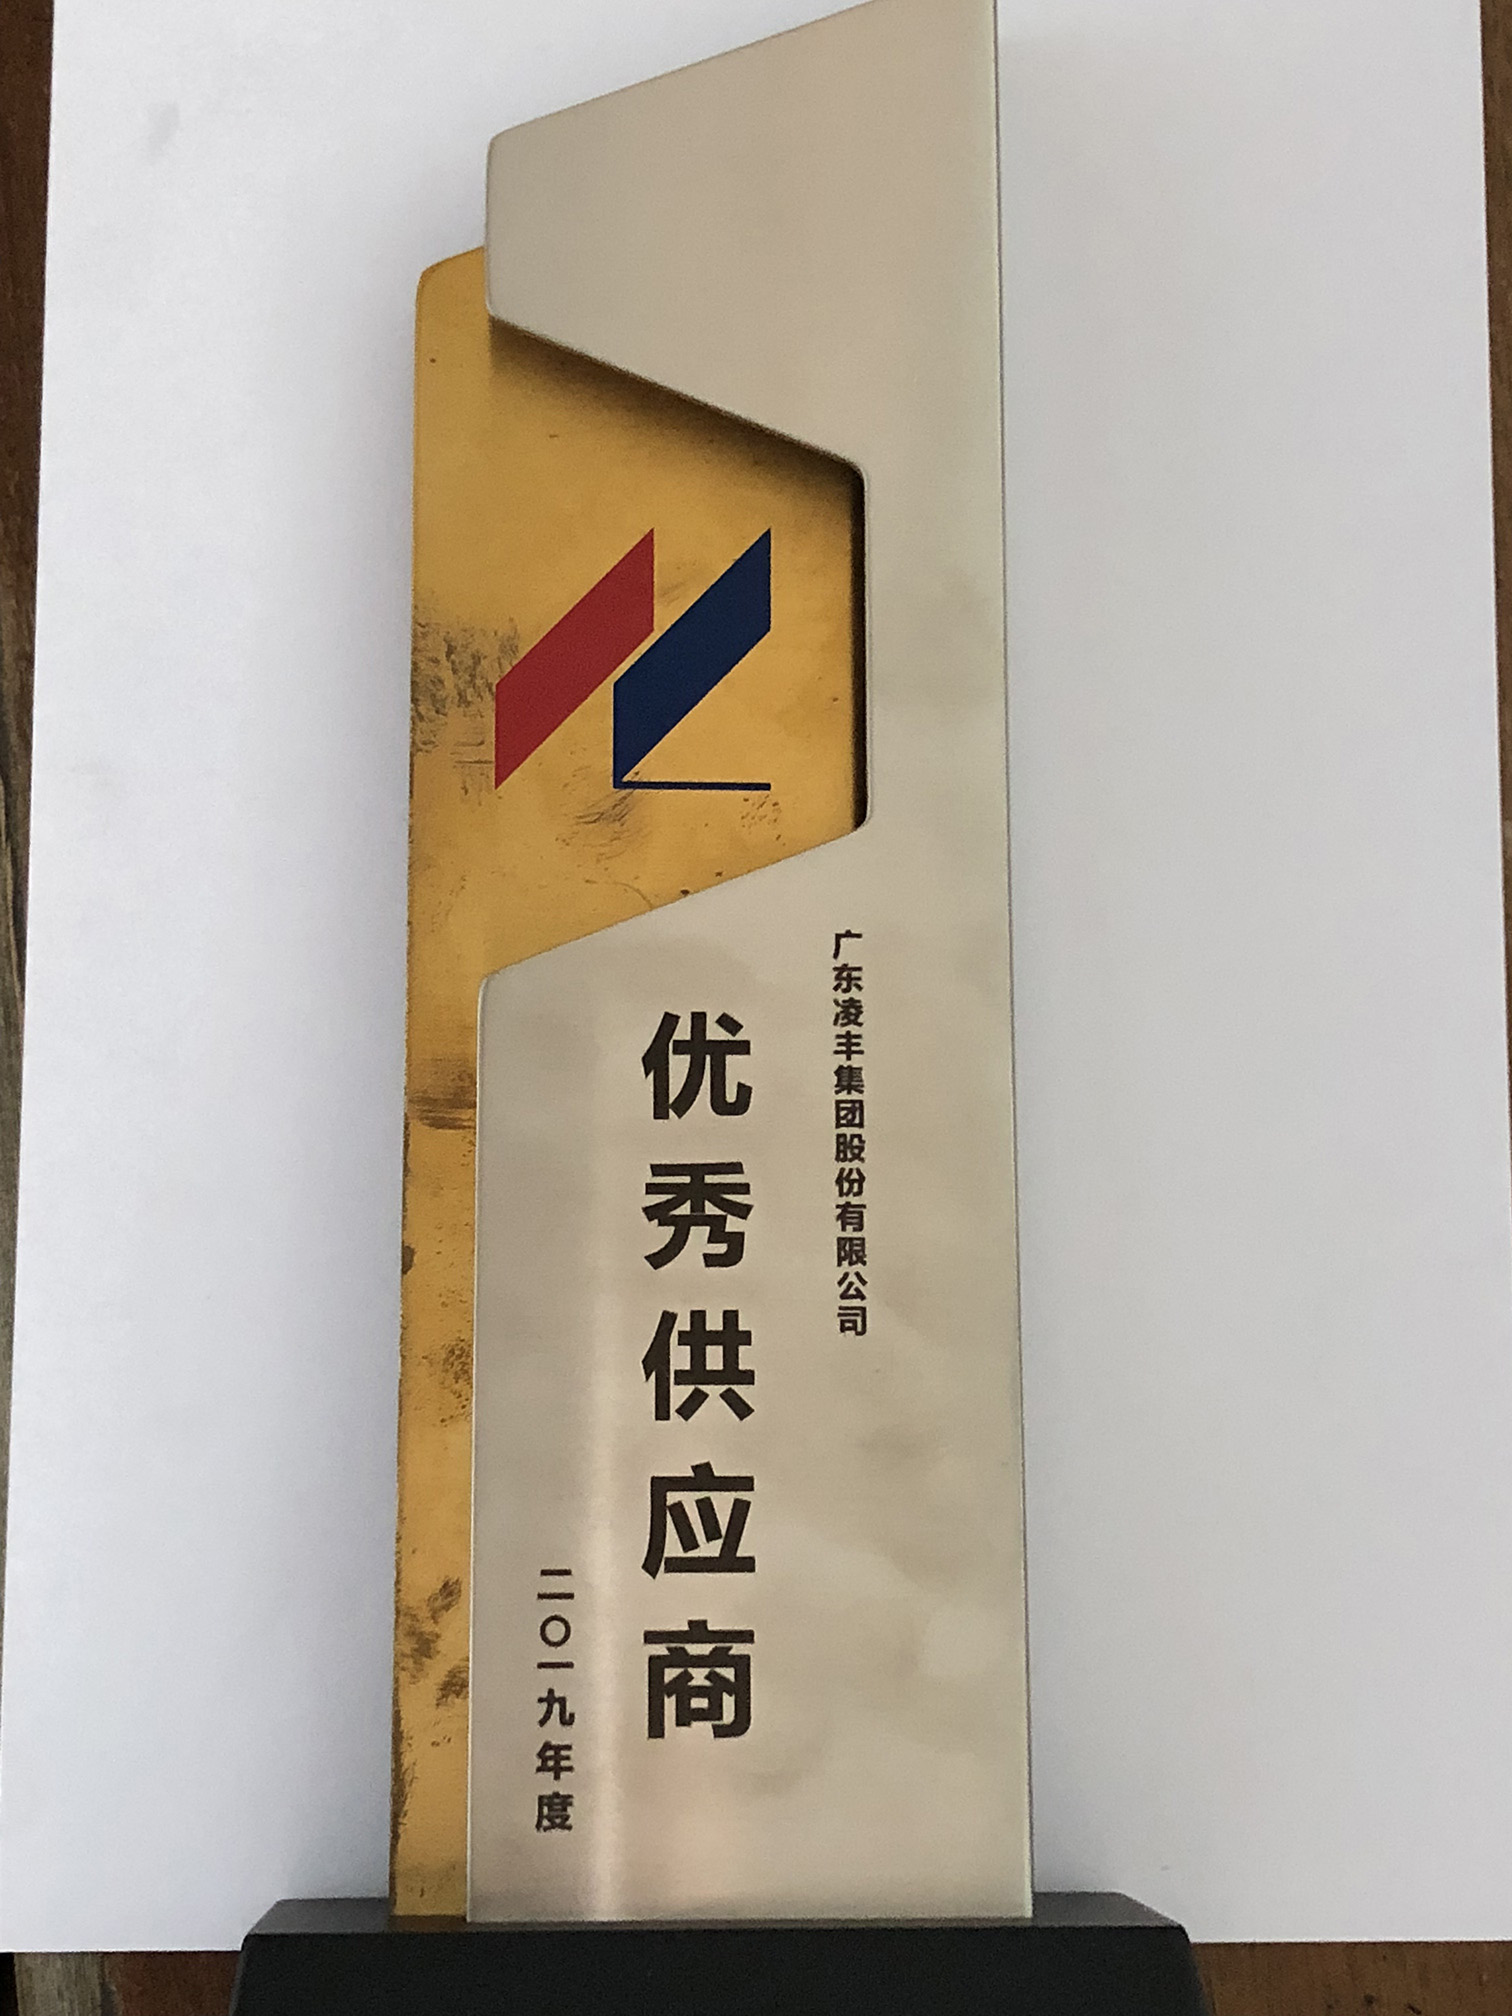 广东凌丰集团股份有限公司
优秀供应商
二〇一九年度